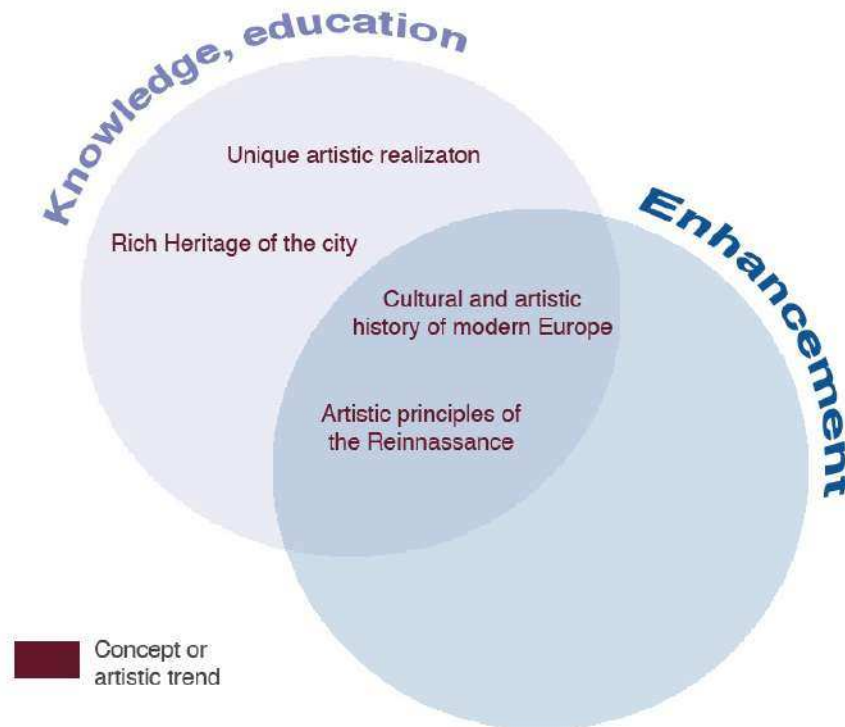 Knowledge, education
Unique artistic realizaton
Enhancement
Rich Heritage of the city
Cultural and artistic
history of modern Europe
Artistic principles of
the Reinnassance
Concept or
artistic trend